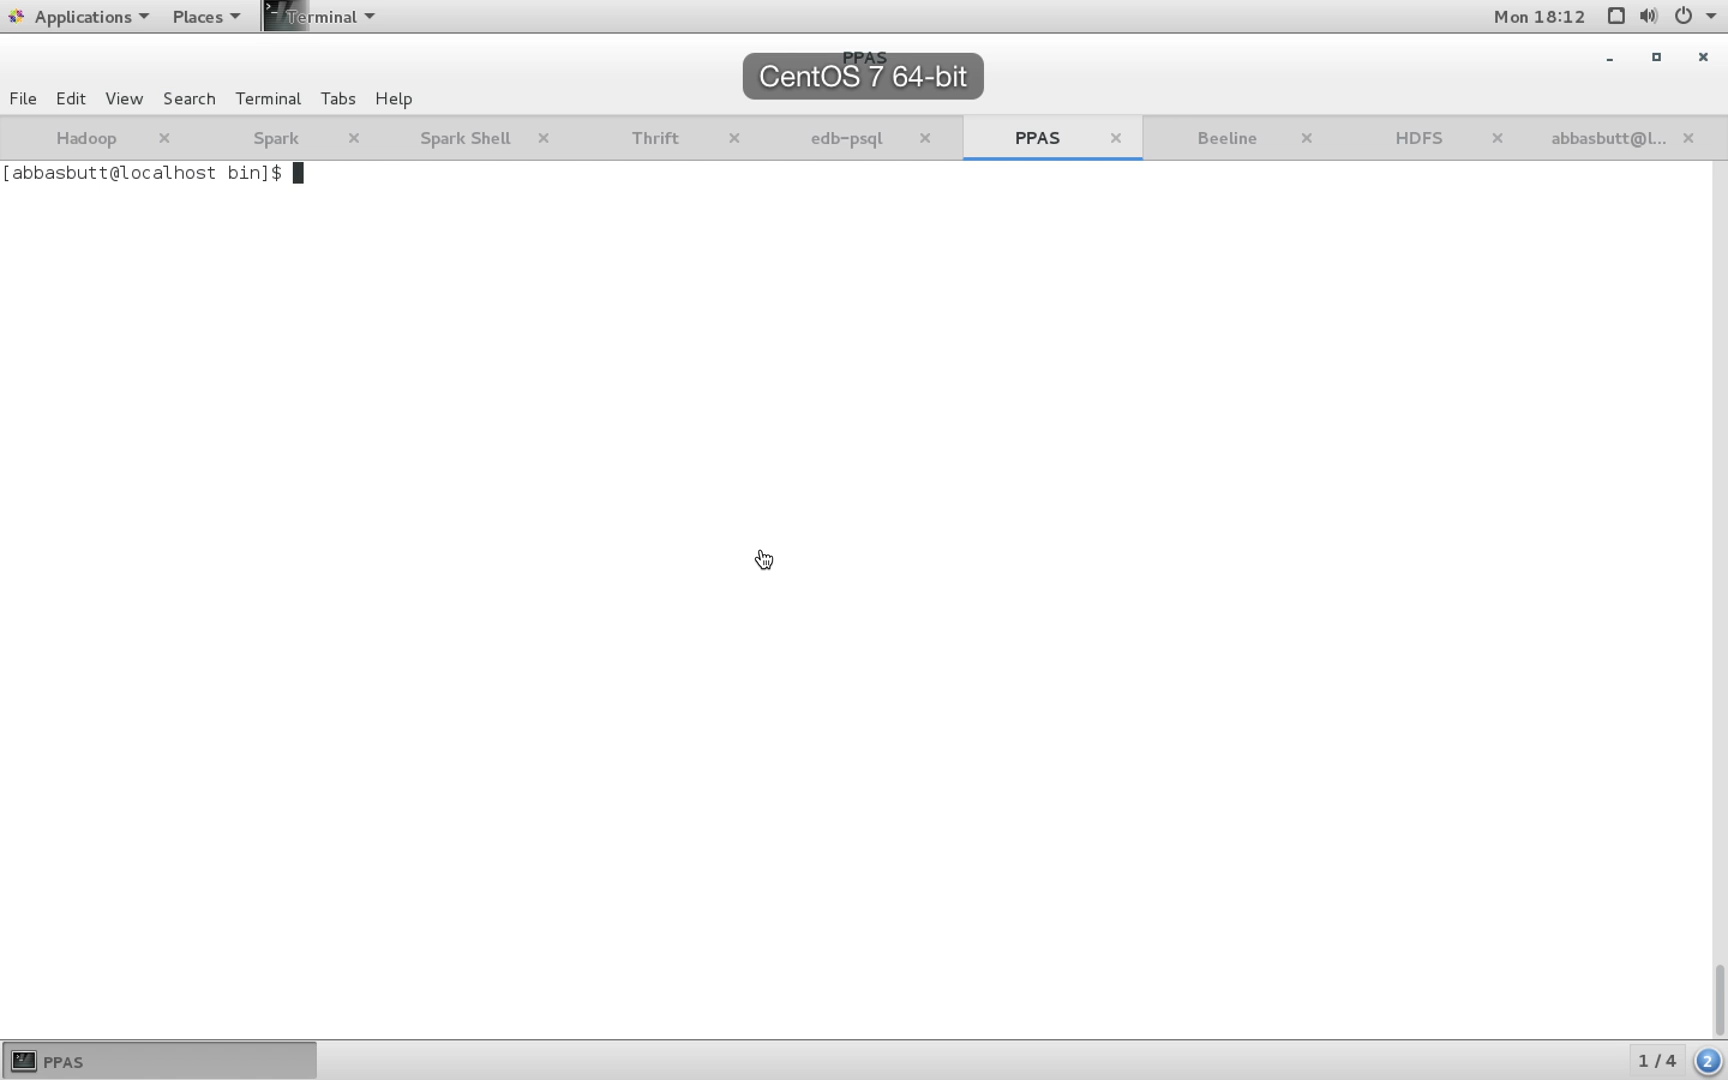 Applications Places Terminal Mon 18:12
PPAS
CentOS 7 64-bit
File Edit View Search Terminal Tabs Help
Hadoop Spark Spark Shell Thrift edb-psql PPAS Beeline HDFS abbasbutt@l...
[abbasbutt@localhost bin]$
PPAS 1 / 4 2